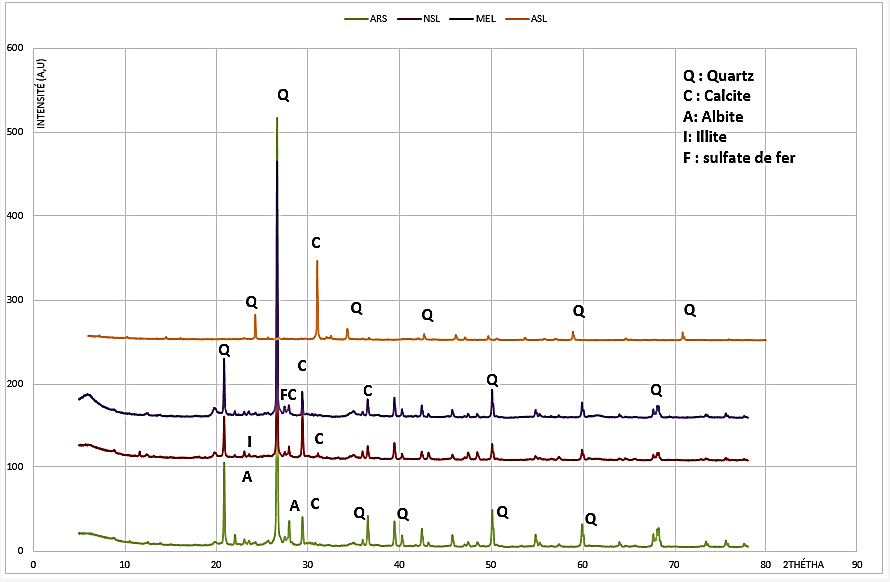 ARS NSL MEL ASL
600
INTENSITÉ (A,U)
Q
Q : Quartz
C : Calcite
A: Albite
I: Illite
F : sulfate de fer
500
400
C
300
Q Q Q Q Q
Q C
200
FC C Q Q
I C
100
A
A C Q Q Q Q
0
0 10 20 30 40 50 60 70 80 2THÉTHA 90